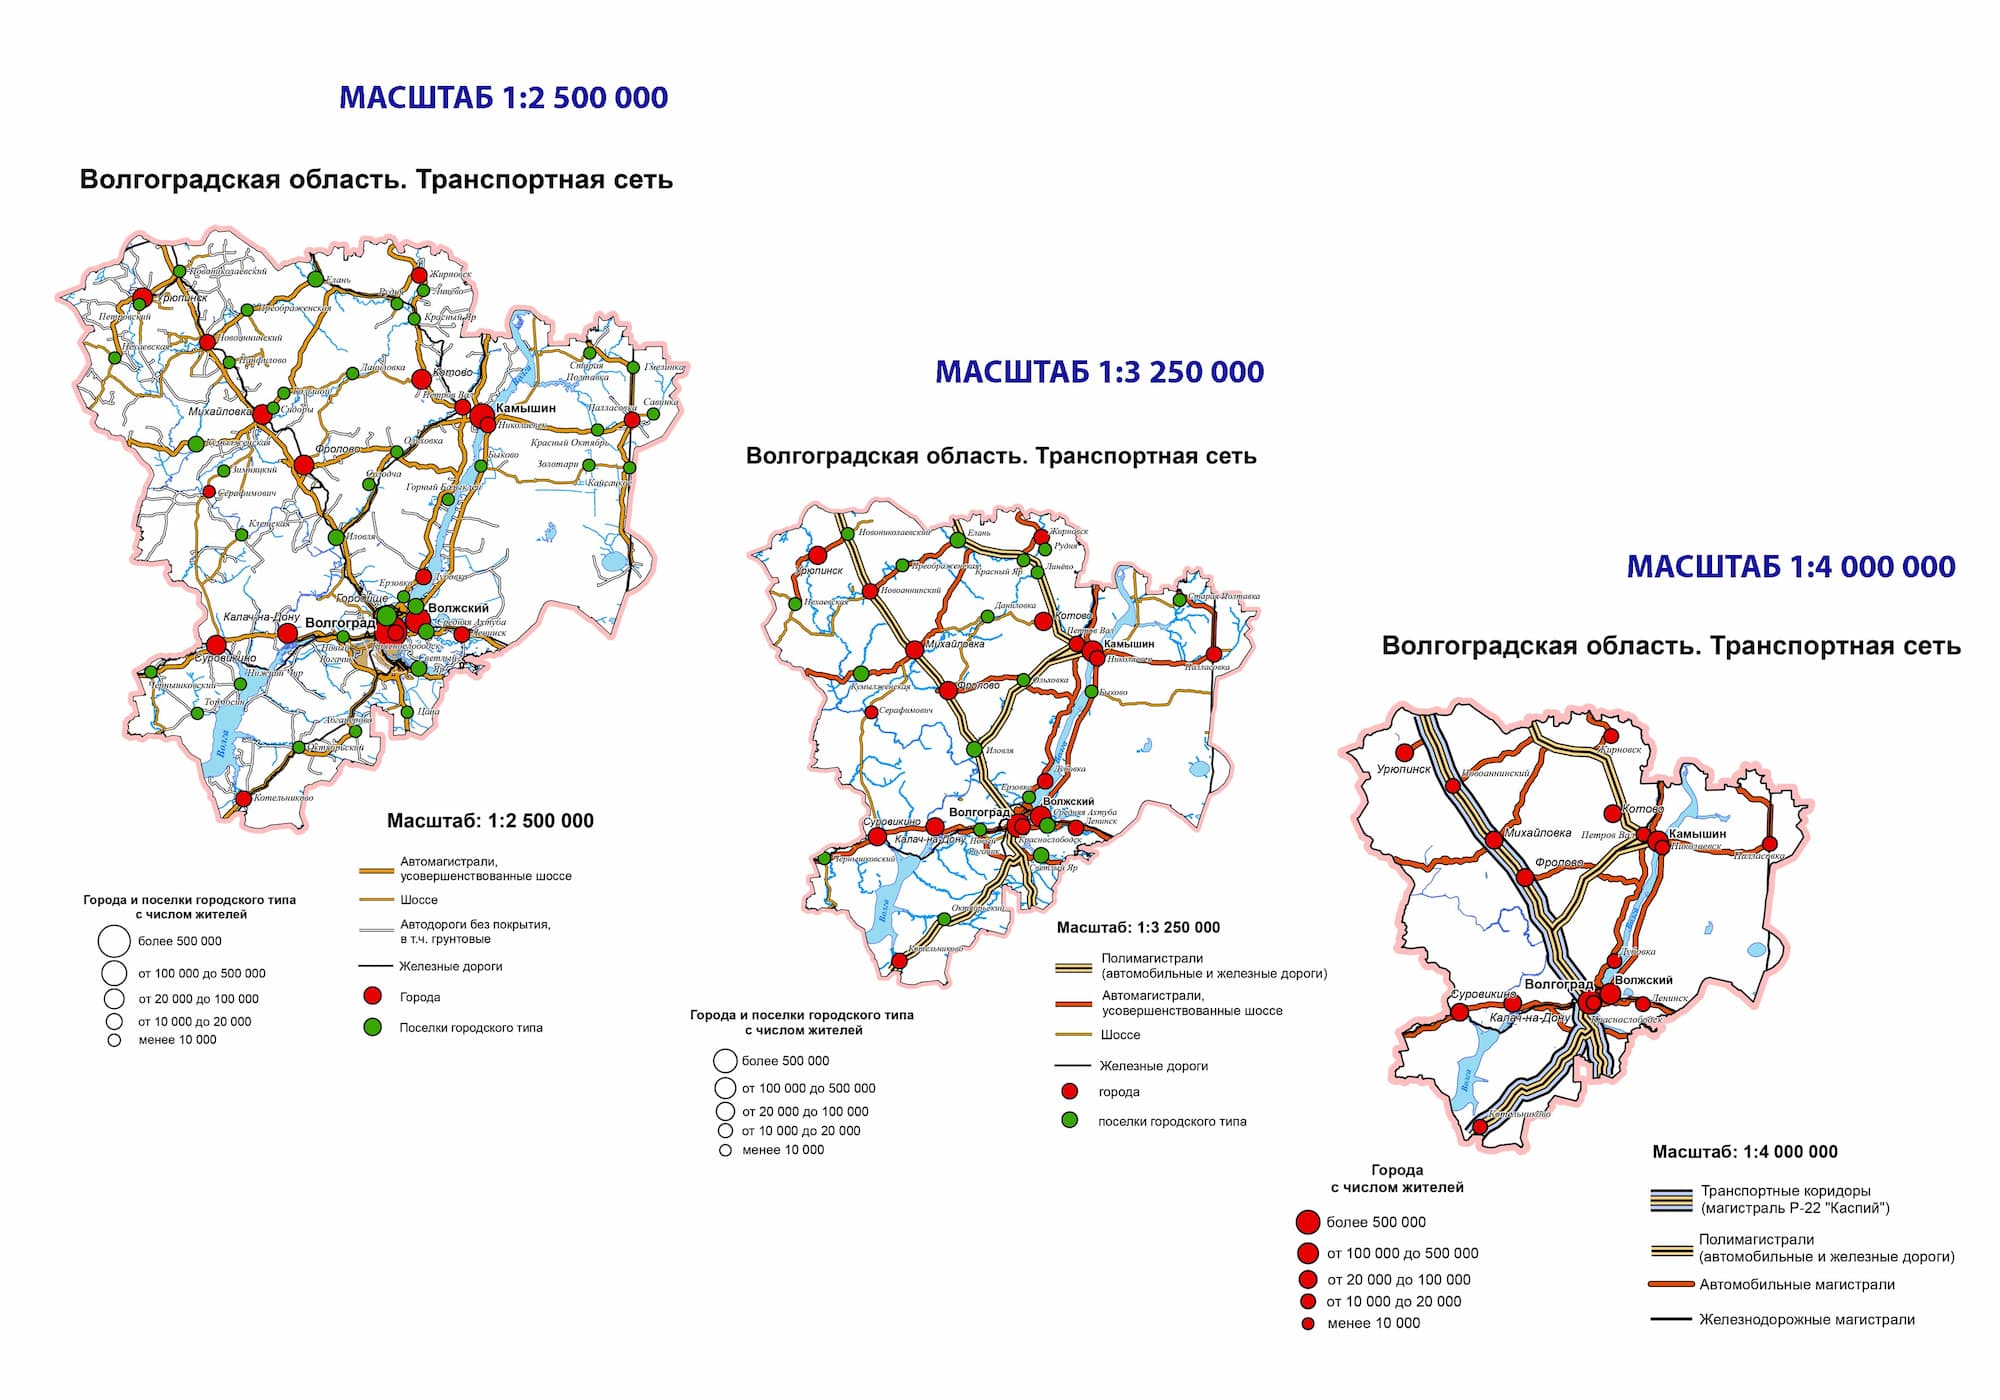 МАСШТАБ 1:2 500 000
Волгоградская область. Транспортная сеть
Новониколаевский
Урюпинск
Петровский
Елань
Жирновск
Линёво
Рудня
Преображенская
Красный Яр
Новоаннинский
Нехаевская
Панфилово
Даниловка
Котово
Старая
Полтавка
Гмелинка
Петров Вал
Камышин
Николаевск
Палласовка
Савинка
Михайловка
Сидоры
Кумылженская
Фролово
Ольховка
Красный Октябрь
Зимняцкий
Солодча
Быково
Золотари
Кайсацкое
Серафимович
Горный Балыклей
Клетская
Иловля
Ерзовка
Дубовка
Городище
Волжский
Калач-на-Дону
Волгоград
Средняя Ахтуба
Ленинск
Краснослободск
Суровикино
Новый
Рогачик
Светлый
Яр
Чернышковский
Нижний Чир
Тормосин
Абганерово
Цаца
Октябрьский
Котельниково
Волга
Волга
Масштаб: 1:2 500 000
Города и поселки городского типа
с числом жителей
более 500 000
от 100 000 до 500 000
от 20 000 до 100 000
от 10 000 до 20 000
менее 10 000
Автомагистрали,
усовершенствованные шоссе
Шоссе
Автодороги без покрытия,
в т.ч. грунтовые
Железные дороги
Города
Поселки городского типа
МАСШТАБ 1:3 250 000
Волгоградская область. Транспортная сеть
Новониколаевский
Елань
Жирновск
Рудня
Урюпинск
Преображенская
Красный Яр
Линёво
Новоаннинский
Нехаевская
Даниловка
Котово
Старая Полтавка
Петров Вал
Камышин
Николаевск
Палласовка
Михайловка
Кумылженская
Фролово
Ольховка
Быково
Серафимович
Иловля
Волга
Дубовка
Ерзовка
Волжский
Волгоград
Средняя Ахтуба
Ленинск
Суровикино
Калач-на-Дону
Новый
Рогачик
Краснослободск
Чернышковский
Светлый Яр
Волга
Октябрьский
Котельниково
Масштаб: 1:3 250 000
Полимагистрали
(автомобильные и железные дороги)
Автомагистрали,
усовершенствованные шоссе
Шоссе
Железные дороги
города
поселки городского типа
Города и поселки городского типа
с числом жителей
более 500 000
от 100 000 до 500 000
от 20 000 до 100 000
от 10 000 до 20 000
менее 10 000
МАСШТАБ 1:4 000 000
Волгоградская область. Транспортная сеть
Урюпинск
Жирновск
Новоаннинский
Котово
Михайловка
Петров Вал
Камышин
Николаевск
Палласовка
Фролово
Волга
Дубовка
Волгоград
Волжский
Суровикино
Ленинск
Калач-на-Дону
Краснослободск
Волга
Котельниково
Масштаб: 1:4 000 000
Города
с числом жителей
более 500 000
от 100 000 до 500 000
от 20 000 до 100 000
от 10 000 до 20 000
менее 10 000
Транспортные коридоры
(магистраль Р-22 "Каспий")
Полимагистрали
(автомобильные и железные дороги)
Автомобильные магистрали
Железнодорожные магистрали